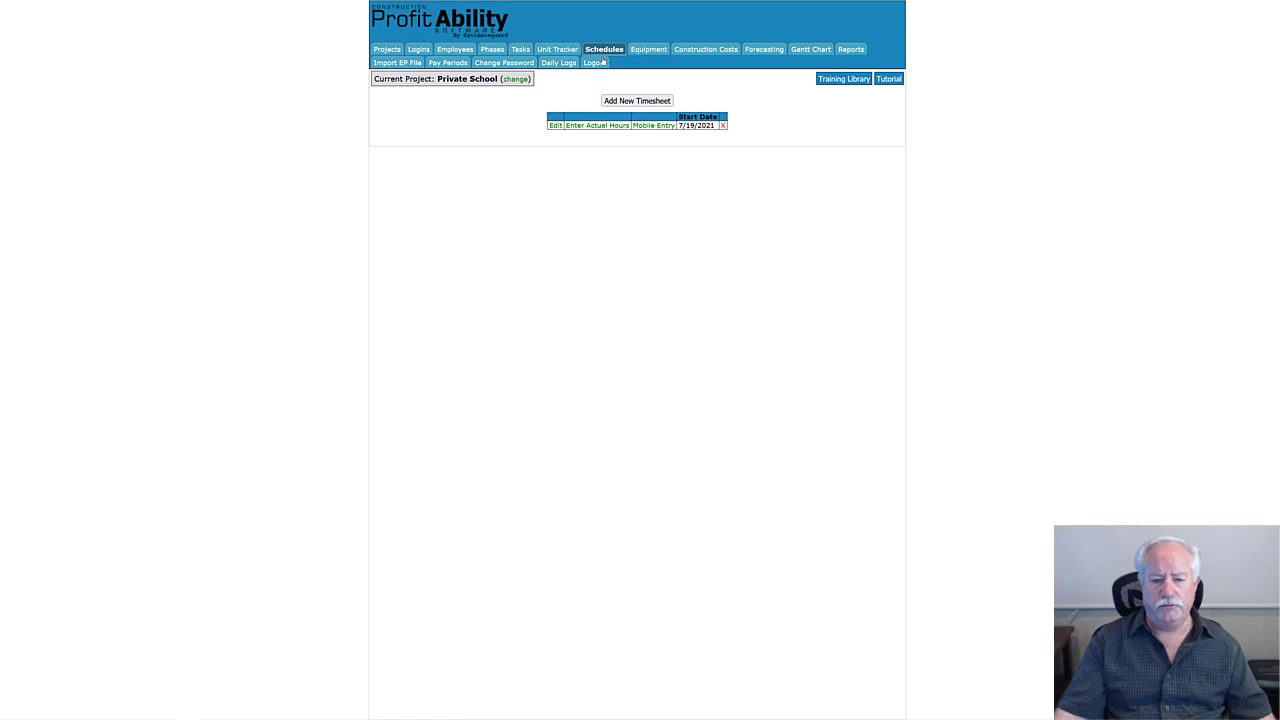 CONSTRUCTION
ProfitAbility
SOFTWARE
By Estimateguard
Projects Logins Employees Phases Tasks Unit Tracker Schedules Equipment Construction Costs Forecasting Gantt Chart Reports
Import EP File Pay Periods Change Password Daily Logs Logout
Current Project: Private School (change) Training Library Tutorial
Add New Timesheet
Start Date
Edit Enter Actual Hours Mobile Entry 7/19/2021 X